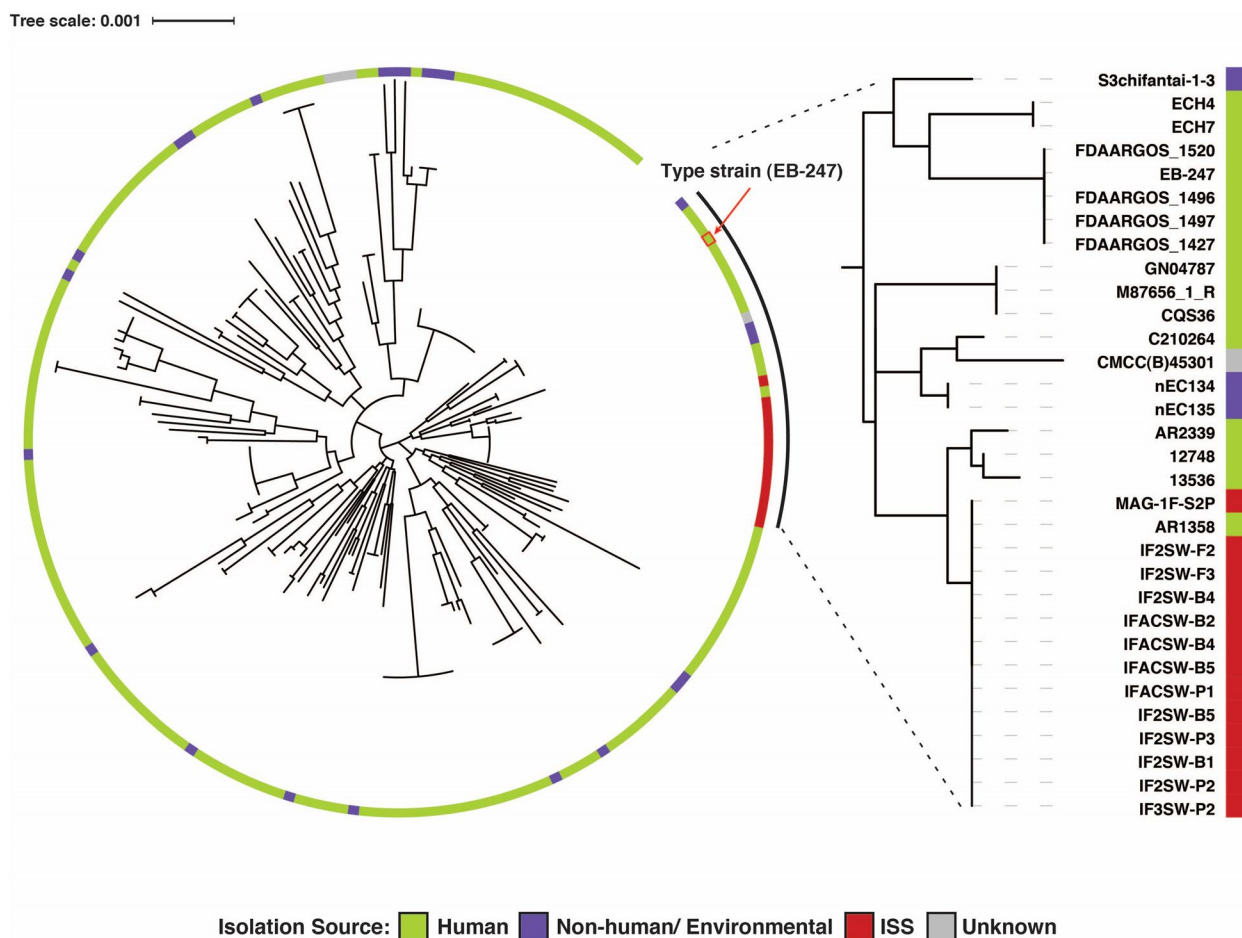 Tree scale: 0.001
Type strain (EB-247)
S3chifantai-1-3
ECH4
ECH7
FDAARGOS_1520
EB-247
FDAARGOS_1496
FDAARGOS_1497
FDAARGOS_1427
GN04787
M87656_1_R
CQS36
C210264
CMCC(B)45301
nEC134
nEC135
AR2339
12748
13536
MAG-1F-S2P
AR1358
IF2SW-F2
IF2SW-F3
IF2SW-B4
IFACSW-B2
IFACSW-B4
IFACSW-B5
IFACSW-P1
IF2SW-B5
IF2SW-P3
IF2SW-B1
IF2SW-P2
IF3SW-P2
Isolation Source: Human Non-human/ Environmental ISS Unknown